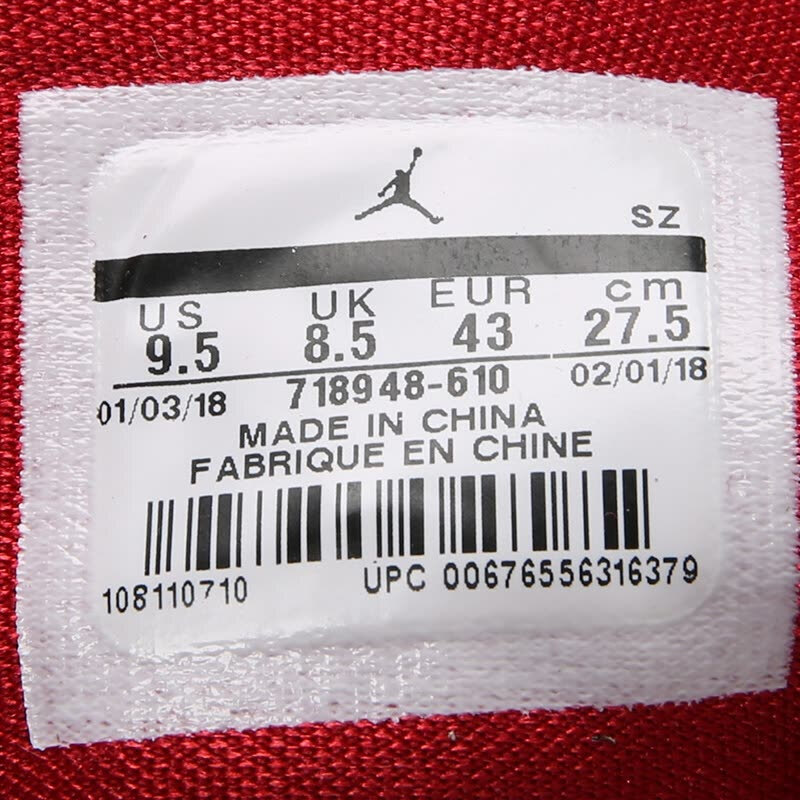 SZ
US UK EUR cm
9.5 8.5 43 27.5
01/03/18 718948-610 02/01/18
MADE IN CHINA
FABRIQUE EN CHINE
108110710 UPC 00676556316379